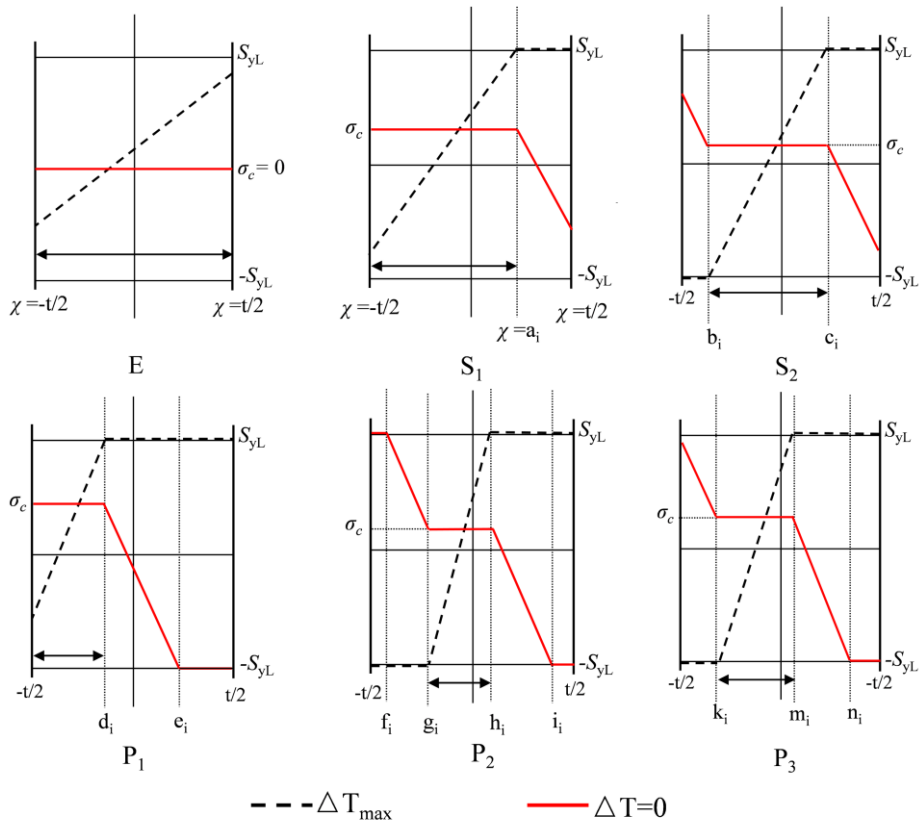 S_yL
σ_c = 0
-S_yL
χ =-t/2
χ=t/2
E
S_yL
σ_c
-S_yL
χ =-t/2
χ=t/2
χ =a_i
S_1
S_yL
σ_c
-S_yL
-t/2
t/2
b_i
c_i
S_2
S_yL
σ_c
-S_yL
-t/2
t/2
d_i
e_i
P_1
S_yL
σ_c
-S_yL
-t/2
t/2
f_i
g_i
h_i
i_i
P_2
S_yL
σ_c
-S_yL
-t/2
-t/2
k_i
m_i
n_i
P_3
△T_max
△T=0